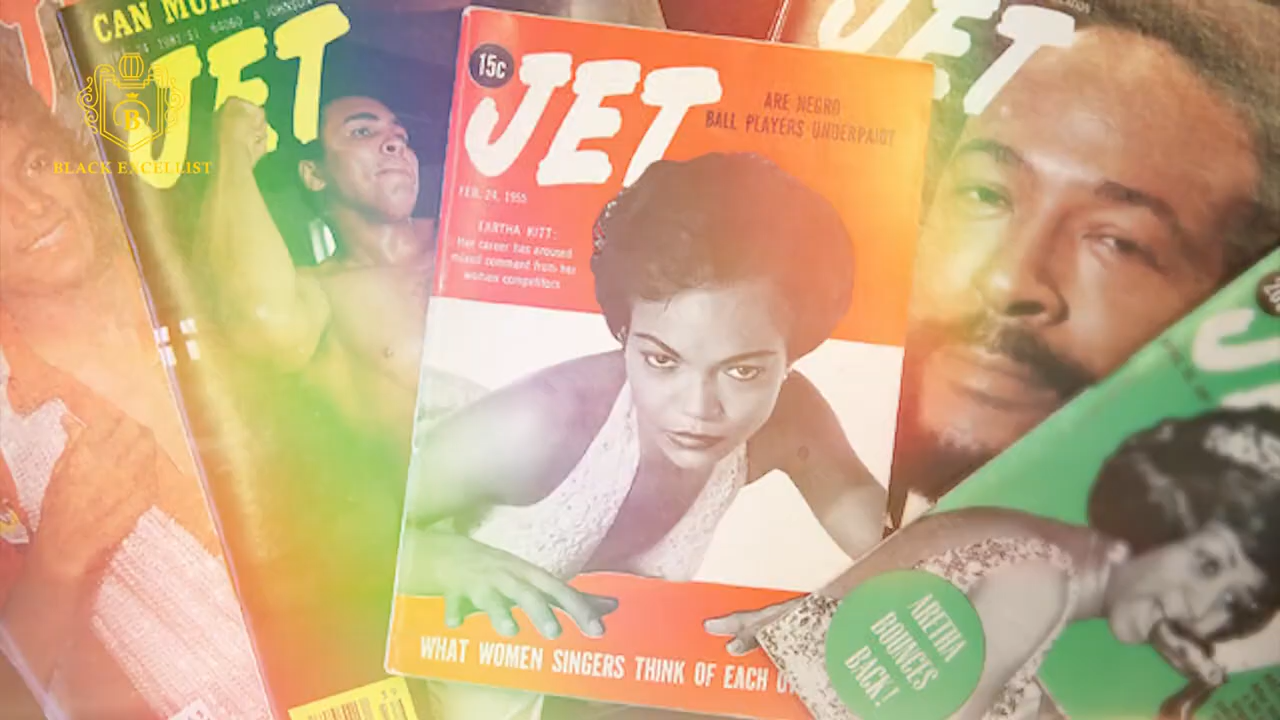 CAN
JET
B
BLACK EXCELLIST
15c
JET
ARE NEGRO
BALL PLAYERS UNDERPAID?
FEB. 24, 1955
EARTHA KITT:
Her career has aroused
mixed comment from her
women competitors
WHAT WOMEN SINGERS THINK OF EACH
JET
ARETHA
BOUNCES
BACK!